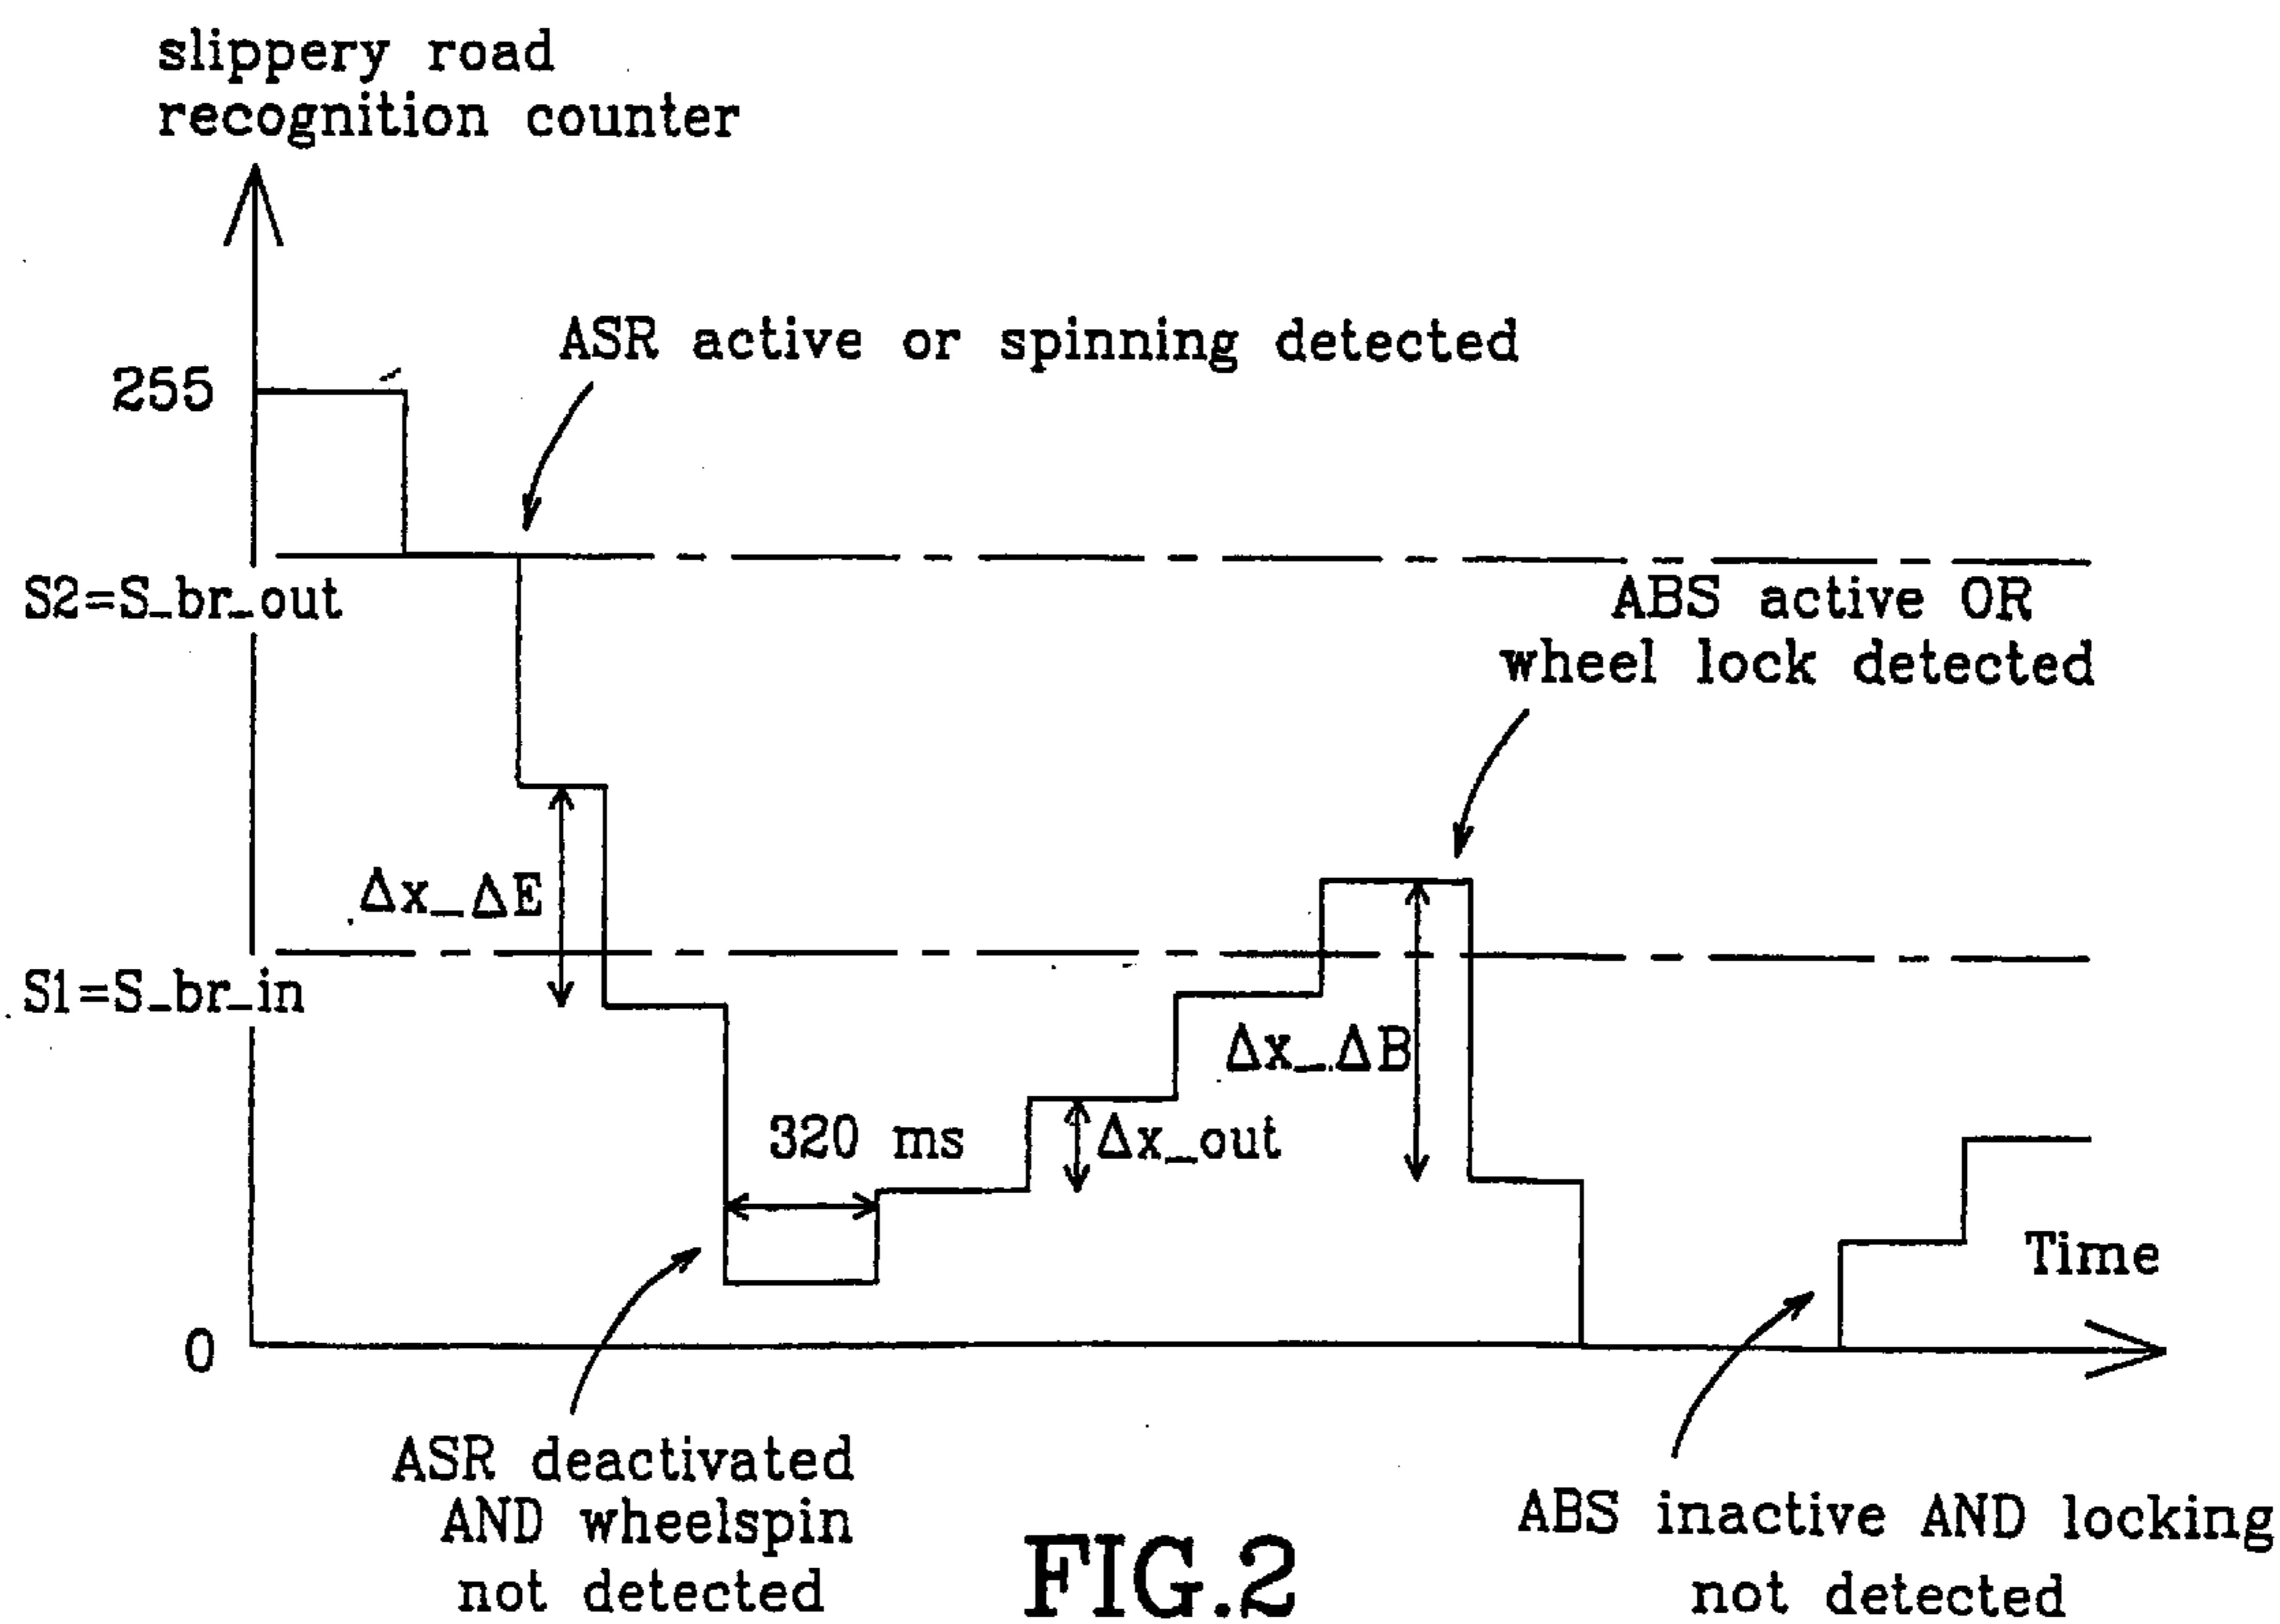 slippery road
recognition counter
ASR active or spinning detected
255
S2=S_br_out
ABS active OR
wheel lock detected
Δx_ΔE
S1=S_br_in
Δx_ΔB
320 ms
Δx_out
Time
0
ASR deactivated
AND wheelspin
not detected
ABS inactive AND locking
not detected
FIG.2